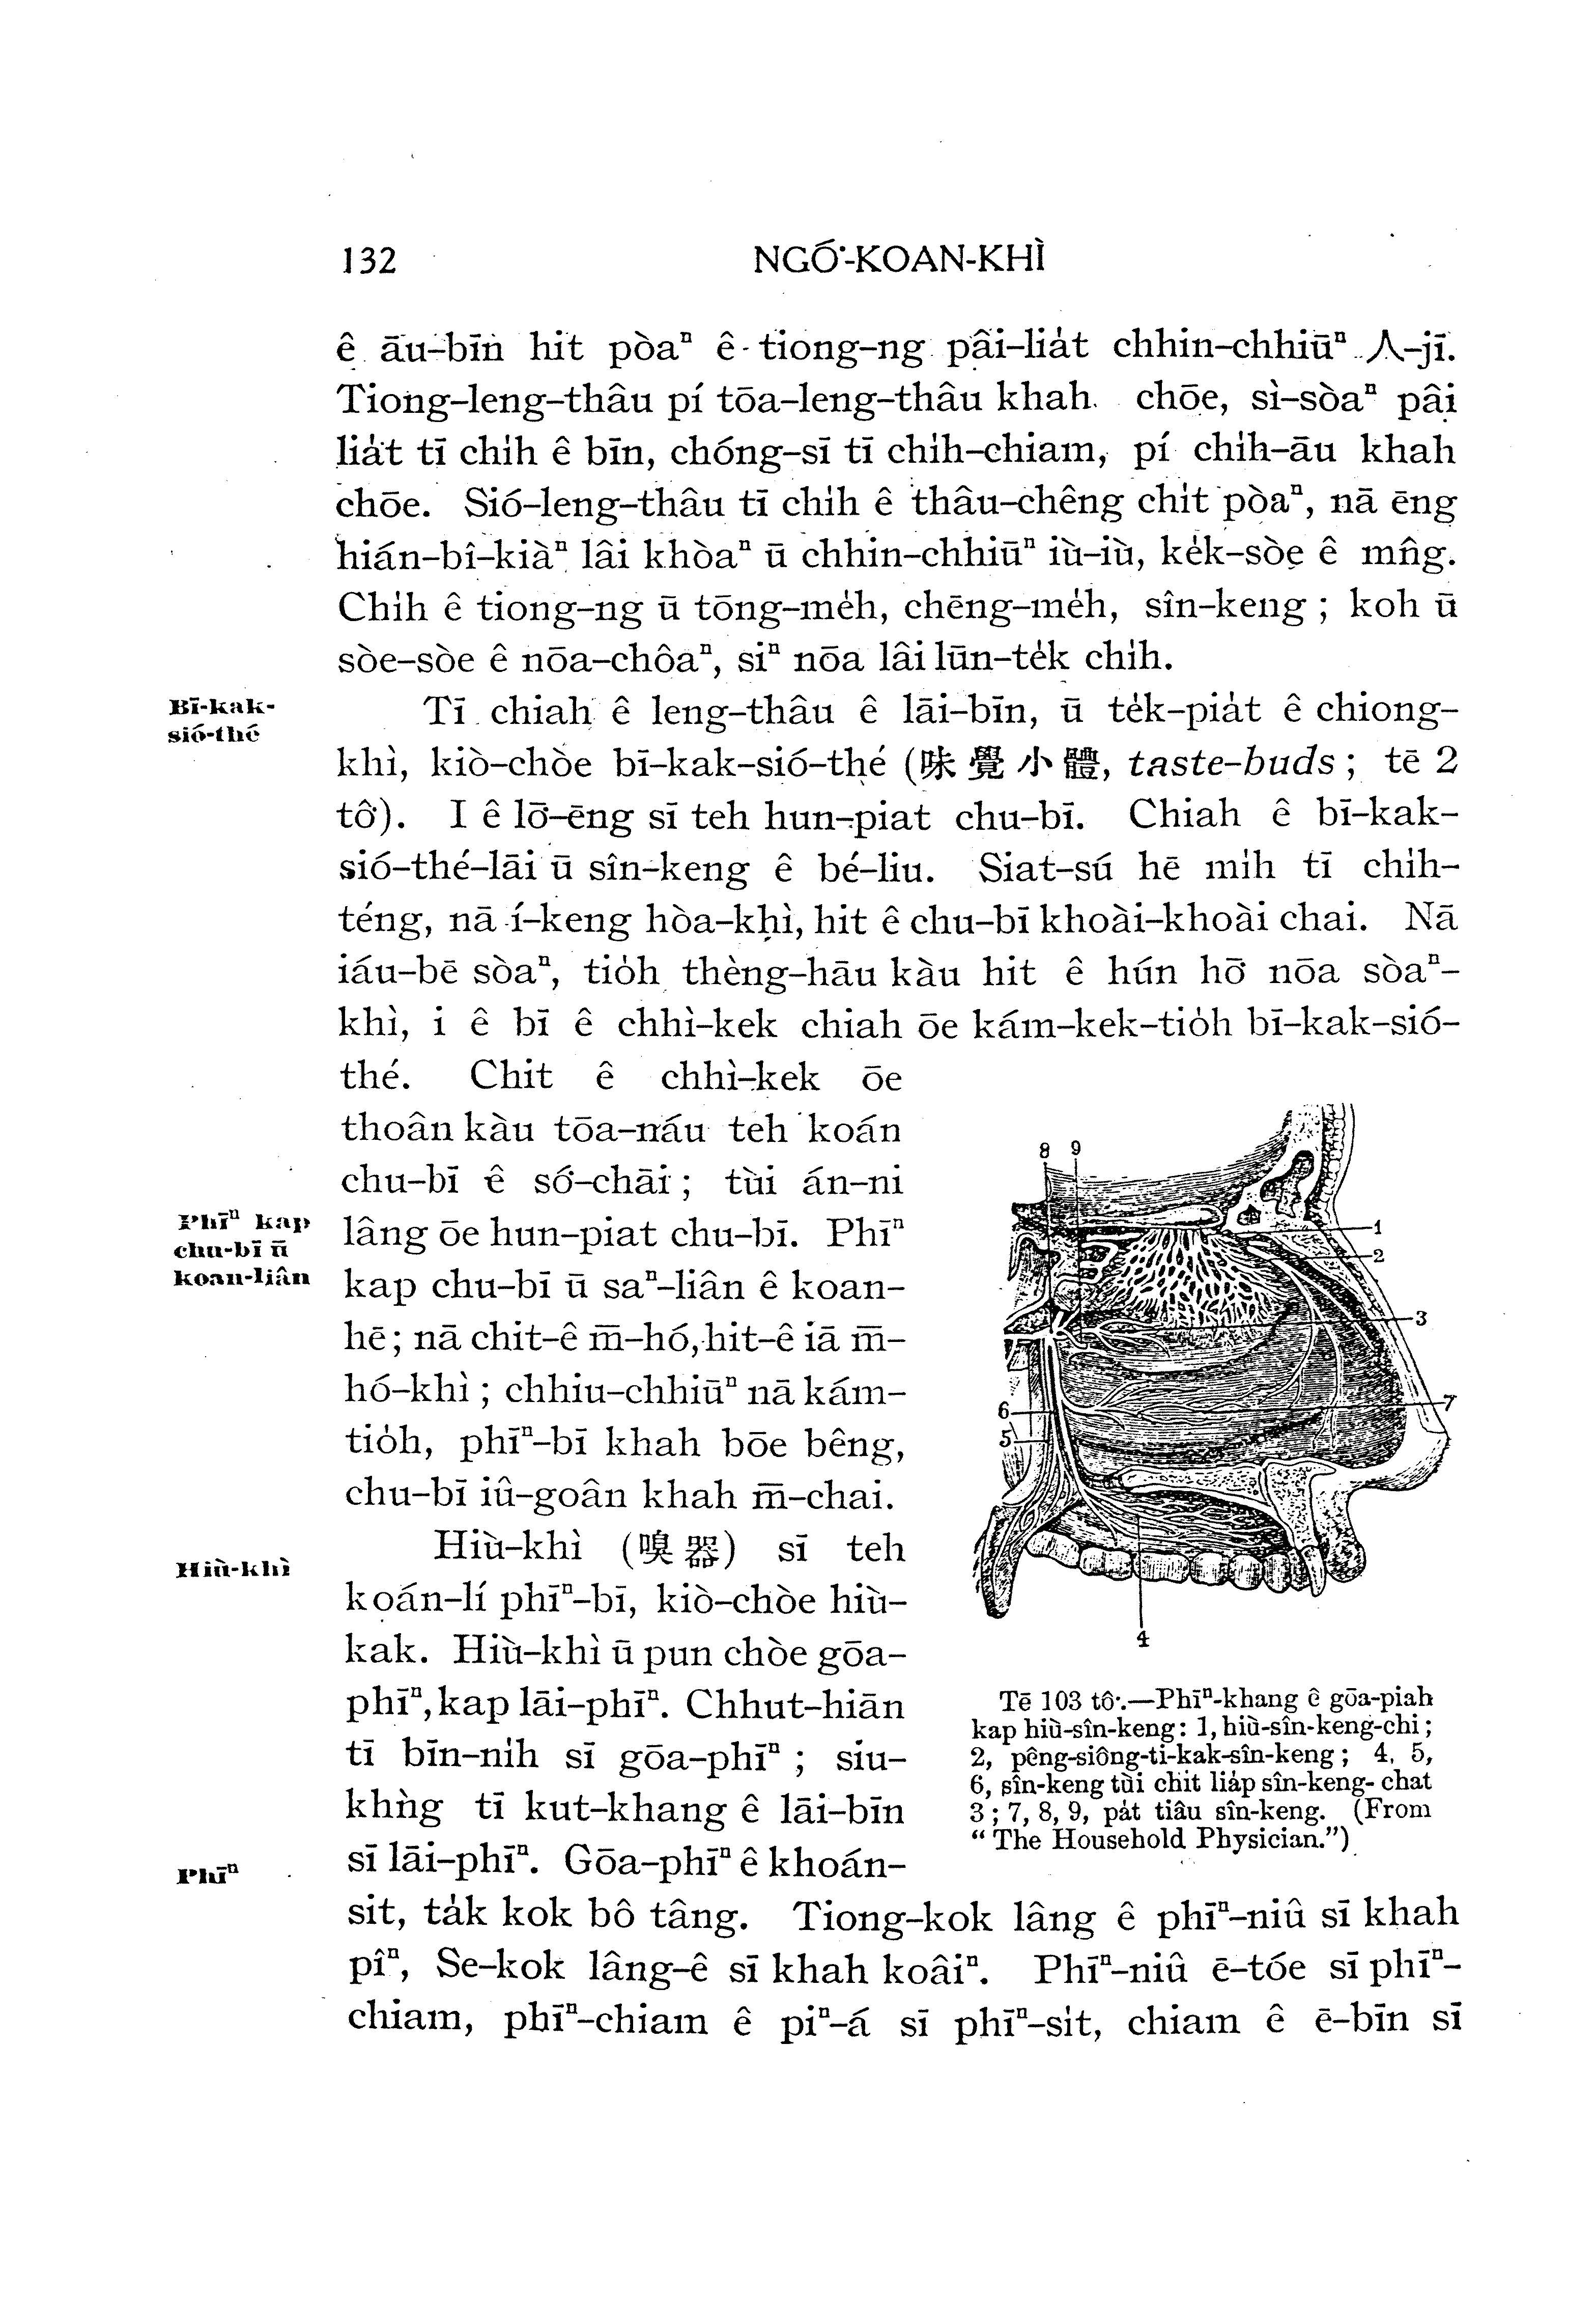 132
NGÓ͘-KOAN-KHÌ
ê āu-bīn hit pòaⁿ ê tiong-ng pâi-lia̍t chhin-chhiūⁿ 人-jī.
Tiong-leng-thâu pí tōa-leng-thâu khah chōe, sì-sòaⁿ pâi
lia̍t tī chi̍h ê bīn, chóng-sī tī chi̍h-chiam, pí chi̍h-āu khah
chōe. Sió-leng-thâu tī chi̍h ê thâu-chêng chi̍t pòaⁿ, nā ēng
hián-bî-kiàⁿ lâi khòaⁿ ū chhin-chhiūⁿ iù-iù, ke̍k-sòe ê mn̂g.
Chi̍h ê tiong-ng ū tōng-me̍h, chēng-me̍h, sîn-keng; koh ū
sòe-sòe ê nōa-chôaⁿ, siⁿ nōa lâi lūn-te̍k chi̍h.
Bī-kak-
sió-thé
Tī chiah ê leng-thâu ê lāi-bīn, ū te̍k-pia̍t ê chiong-
khì, kiò-chòe bī-kak-sió-thé (味覺小體, taste-buds; tē 2
tô͘). I ê lō͘-ēng sī teh hun-piat chu-bī. Chiah ê bī-kak-
sió-thé-lāi ū sîn-keng ê bé-liu. Siat-sú hē mi̍h tī chi̍h-
téng, nā í-keng hòa-khì, hit ê chu-bī khoài-khoài chai. Nā
iáu-bē sòaⁿ, tio̍h thèng-hāu kàu hit ê hún hō͘ nōa sòaⁿ-
khì, i ê bī ê chhì-kek chiah ōe kám-kek-tio̍h bī-kak-sió-
thé. Chit ê chhì-kek ōe
thoân kàu tōa-náu teh koán
chu-bī ê só͘-chāi; tùi án-ni
Phīⁿ kap
chu-bī ū
koan-liân
lâng ōe hun-piat chu-bī. Phīⁿ
kap chu-bī ū saⁿ-liân ê koan-
hē; nā chit-ê m̄-hó, hit-ê iā m̄-
hó-khì; chhiu-chhiūⁿ nā kám-
tio̍h, phīⁿ-bī khah bōe bêng,
chu-bī iû-goân khah m̄-chai.
Hiù-khì
Hiù-khì (嗅器) sī teh
koán-lí phīⁿ-bī, kiò-chòe hiù-
kak. Hiù-khì ū pun chòe gōa-
phīⁿ, kap lāi-phīⁿ. Chhut-hiān
tī bīn-ni̍h sī gōa-phīⁿ; siu-
khǹg tī kut-khang ê lāi-bīn
Phīⁿ
sī lāi-phīⁿ. Gōa-phīⁿ ê khoán-
sit, ta̍k kok bô tâng. Tiong-kok lâng ê phīⁿ-niû sī khah
pîⁿ, Se-kok lâng-ê sī khah koâiⁿ. Phīⁿ-niû ē-tóe sī phīⁿ-
chiam, phīⁿ-chiam ê piⁿ-á sī phīⁿ-si̍t, chiam ê ē-bīn sī
8 9
1
2
3
7
6
5
4
Tē 103 tô͘.—Phīⁿ-khang ê gōa-piah
kap hiù-sîn-keng: 1, hiù-sîn-keng-chi;
2, pêng-siông-ti-kak-sîn-keng; 4, 5,
6, sîn-keng tùi chi̍t lia̍p sîn-keng- chat
3; 7, 8, 9, pa̍t tiâu sîn-keng. (From
“The Household Physician.”)